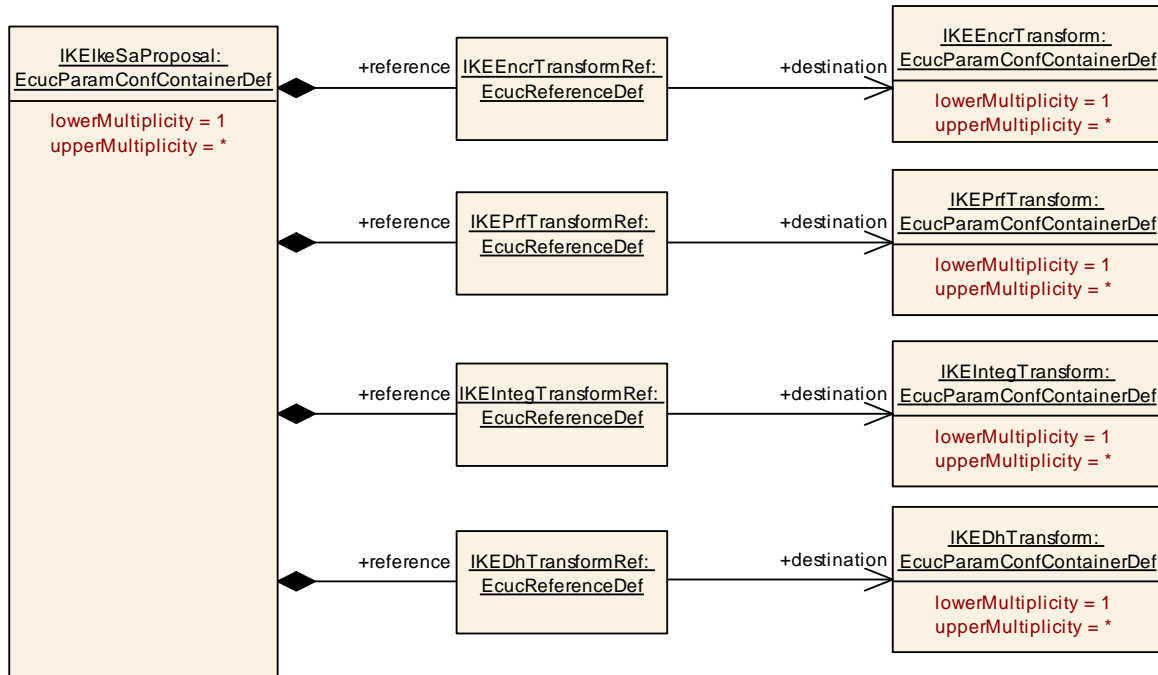 IKEIkeSaProposal:
EcucParamConfContainerDef
lowerMultiplicity = 1
upperMultiplicity = *
+reference
IKEEncrTransformRef:
EcucReferenceDef
+destination
IKEEncrTransform:
EcucParamConfContainerDef
lowerMultiplicity = 1
upperMultiplicity = *
+reference
IKEPrfTransformRef:
EcucReferenceDef
+destination
IKEPrfTransform:
EcucParamConfContainerDef
lowerMultiplicity = 1
upperMultiplicity = *
+reference
IKEIntegTransformRef:
EcucReferenceDef
+destination
IKEIntegTransform:
EcucParamConfContainerDef
lowerMultiplicity = 1
upperMultiplicity = *
+reference
IKEDhTransformRef:
EcucReferenceDef
+destination
IKEDhTransform:
EcucParamConfContainerDef
lowerMultiplicity = 1
upperMultiplicity = *